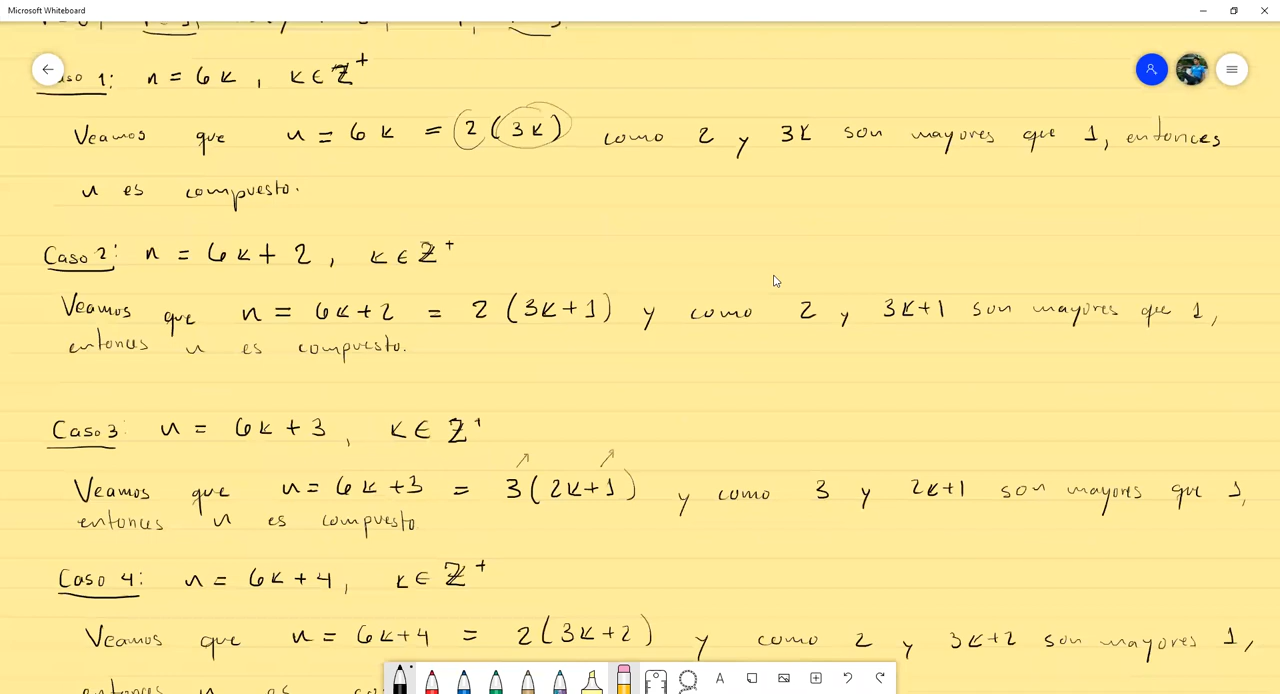 Microsoft Whiteboard
Caso 1: n = 6k, k ∈ ℤ⁺
Veamos que n = 6k = 2(3k) como 2 y 3k son mayores que 1, entonces
n es compuesto.
Caso 2: n = 6k + 2, k ∈ ℤ⁺
Veamos que n = 6k+2 = 2(3k+1) y como 2 y 3k+1 son mayores que 1,
entonces n es compuesto.
Caso 3: n = 6k + 3, k ∈ ℤ⁺
Veamos que n = 6k+3 = 3(2k+1) y como 3 y 2k+1 son mayores que 1,
entonces n es compuesto
Caso 4: n = 6k + 4, k ∈ ℤ⁺
Veamos que n = 6k+4 = 2(3k+2) y como 2 y 3k+2 son mayores 1,
entonces n es